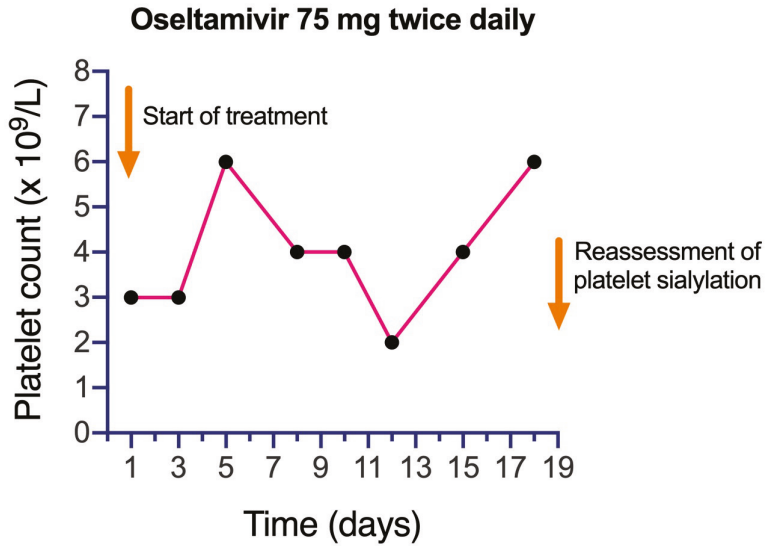 Oseltamivir 75 mg twice daily
Platelet count (x 10⁹/L)
8
7
6
5
4
3
2
1
0
Start of treatment
Reassessment of
platelet sialylation
1 3 5 7 9 11 13 15 17 19
Time (days)